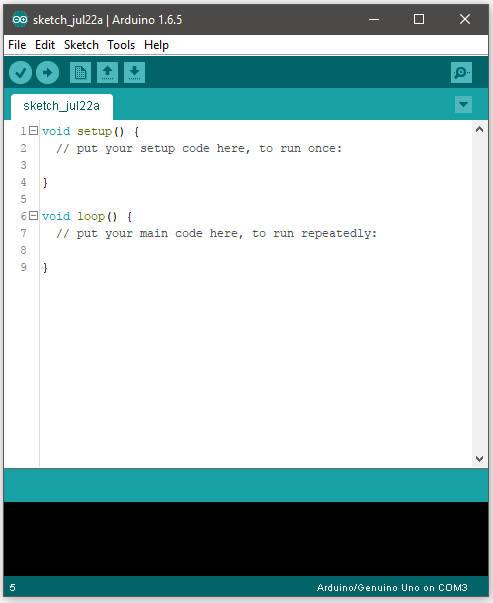 sketch_jul22a | Arduino 1.6.5
File Edit Sketch Tools Help
sketch_jul22a
1 void setup() {
2   // put your setup code here, to run once:
3
4 }
5
6 void loop() {
7   // put your main code here, to run repeatedly:
8
9 }
5 Arduino/Genuino Uno on COM3